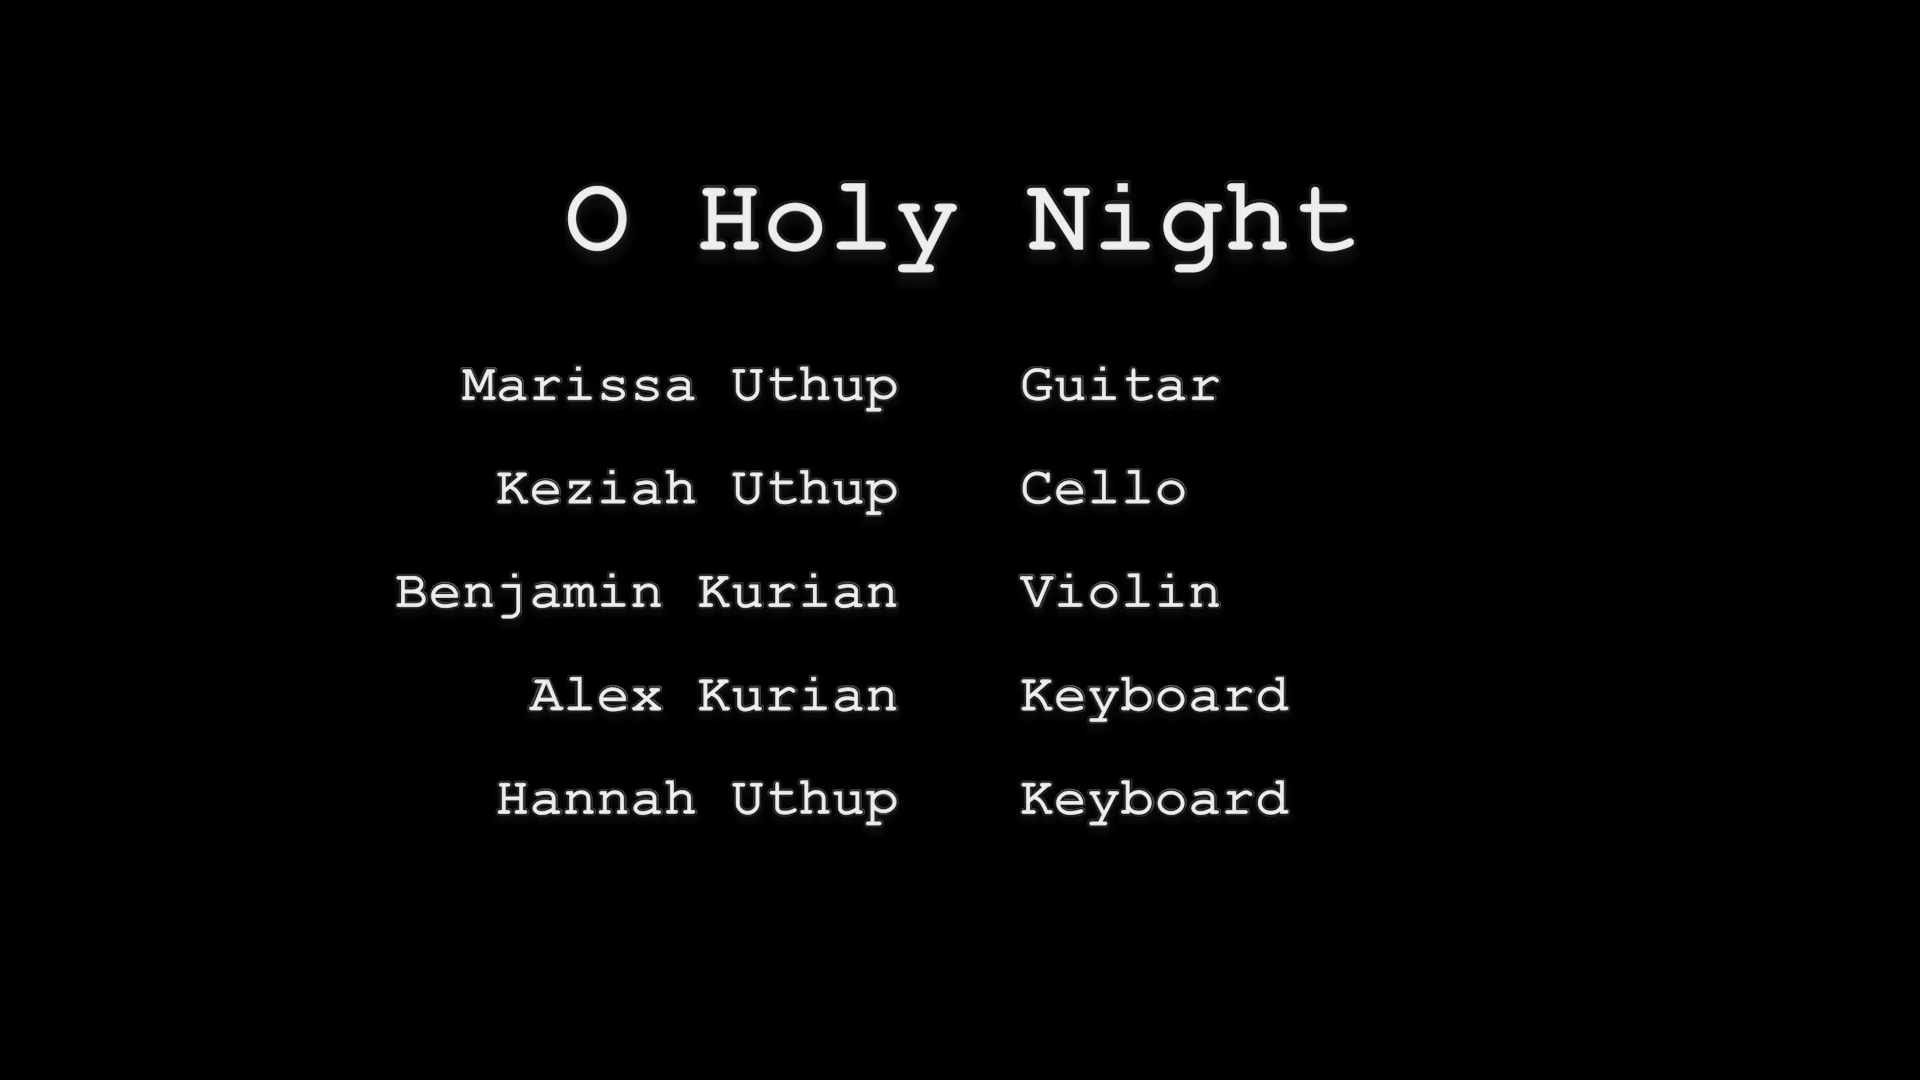 O Holy Night
Marissa Uthup Guitar
Keziah Uthup Cello
Benjamin Kurian Violin
Alex Kurian Keyboard
Hannah Uthup Keyboard